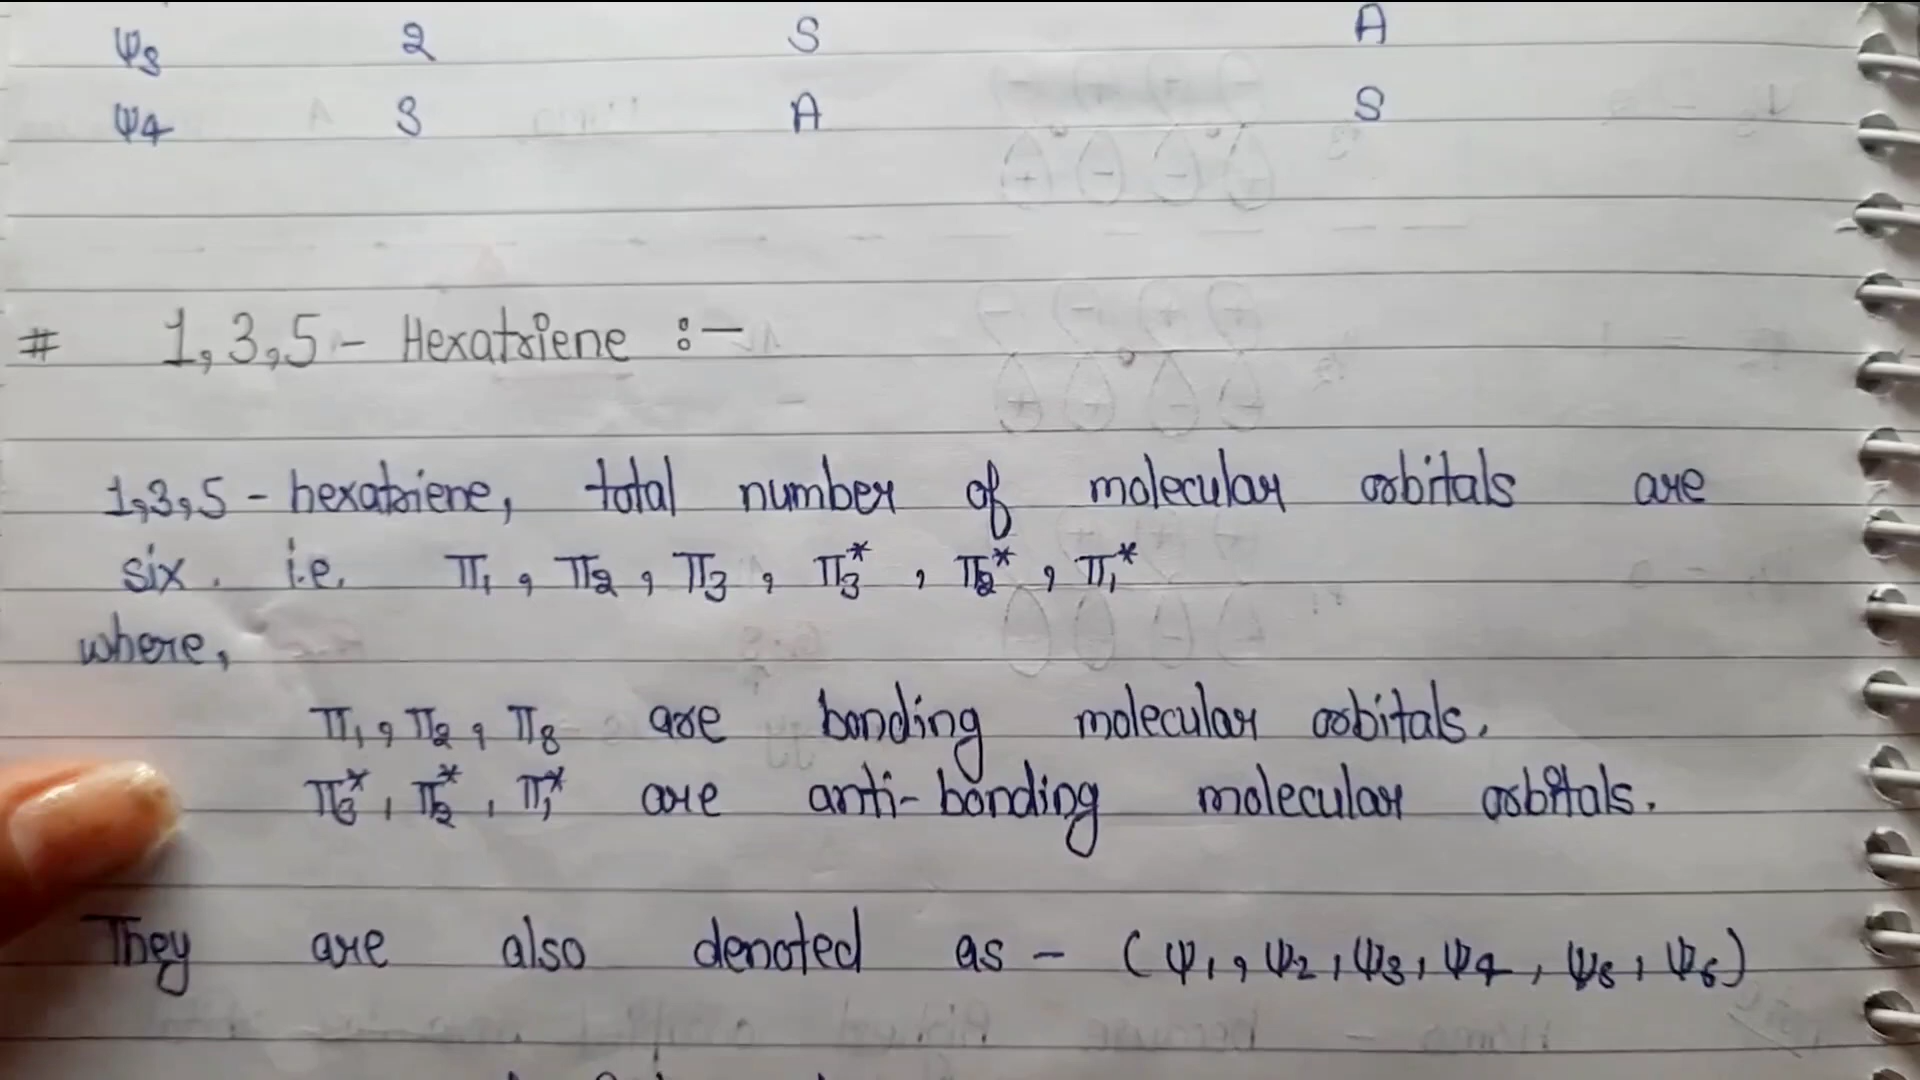 Ψ3 2 S A
Ψ4 3 A S
# 1,3,5 - Hexatriene :-
1,3,5 - hexatriene, total number of molecular orbitals are
six. i.e. π1, π2, π3, π3*, π2*, π1*
where,
π1, π2, π3 are bonding molecular orbitals.
π3*, π2*, π1* are anti-bonding molecular orbitals.
They are also denoted as - (Ψ1, Ψ2, Ψ3, Ψ4, Ψ5, Ψ6)